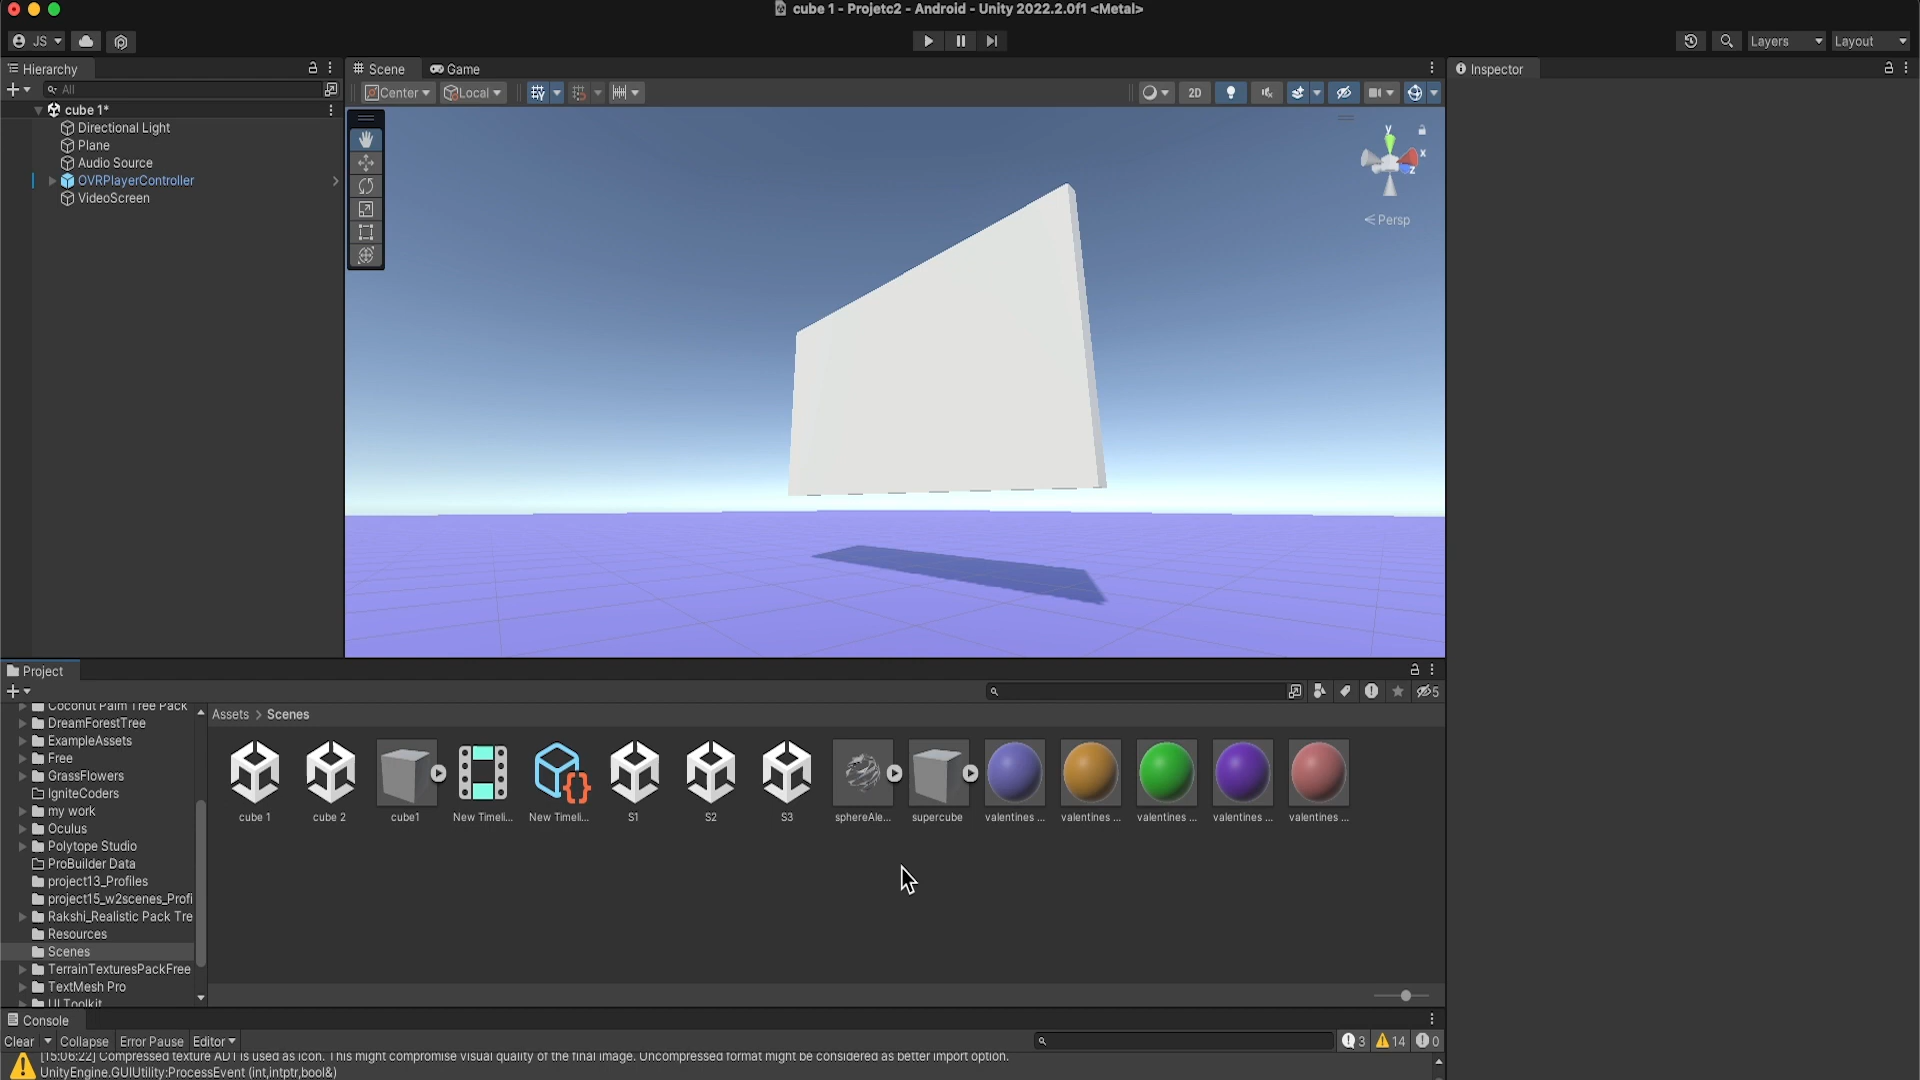 cube 1 - Projetc2 - Android - Unity 2022.2.0f1 <Metal>
JS
Layers
Layout
Hierarchy
Scene
Game
Inspector
All
Center
Local
2D
cube 1*
Directional Light
Plane
Audio Source
OVRPlayerController
VideoScreen
y
x
z
Persp
Project
5
Coconut Palm Tree Pack
DreamForestTree
ExampleAssets
Free
GrassFlowers
IgniteCoders
my work
Oculus
Polytope Studio
ProBuilder Data
project13_Profiles
project15_w2scenes_Profi
Rakshi_Realistic Pack Tre
Resources
Scenes
TerrainTexturesPackFree
TextMesh Pro
UI Toolkit
Assets > Scenes
cube 1
cube 2
cube1
New Timeli...
New Timeli...
S1
S2
S3
sphereAle...
supercube
valentines ...
valentines ...
valentines ...
valentines ...
valentines ...
Console
Clear
Collapse
Error Pause
Editor
3
14
0
[15:06:22] Compressed texture AD1 is used as icon. This might compromise visual quality of the final image. Uncompressed format might be considered as better import option.
UnityEngine.GUIUtility:ProcessEvent (int,intptr,bool&)